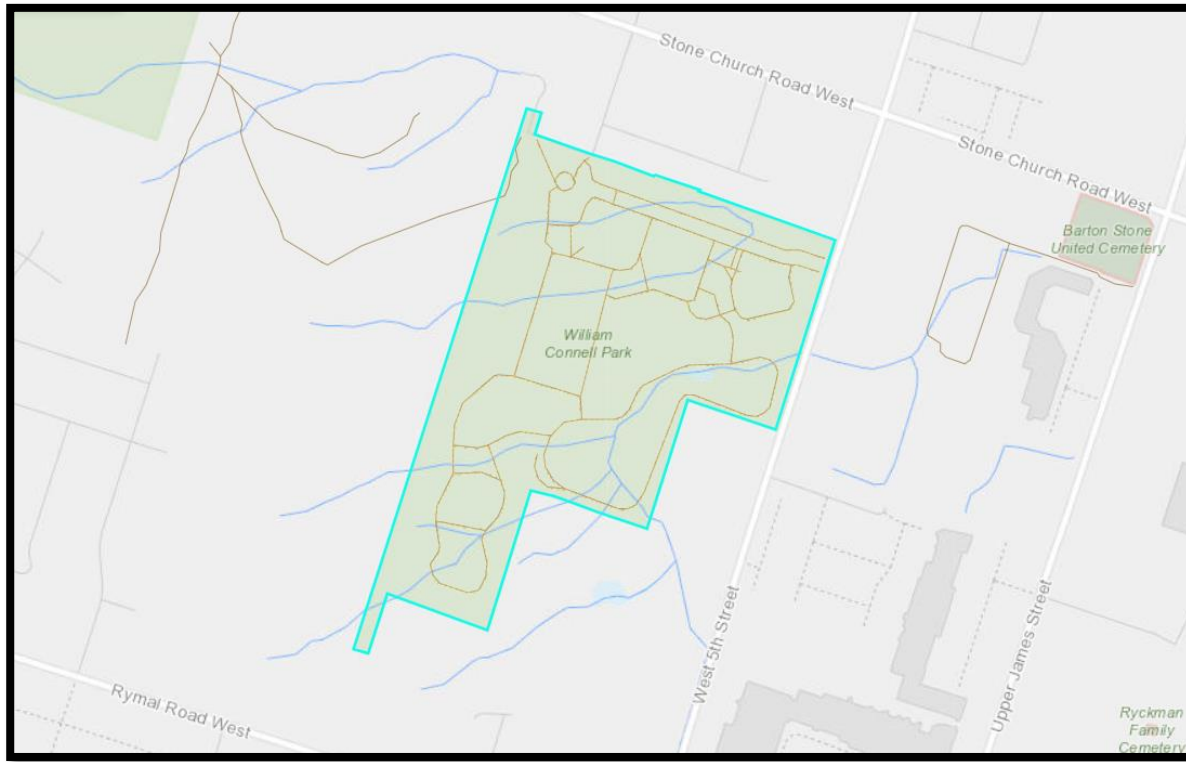 Stone Church Road West
Stone Church Road West
Barton Stone
United Cemetery
William
Connell Park
West 5th Street
Upper James Street
Rymal Road West
Ryckman
Family
Cemetery